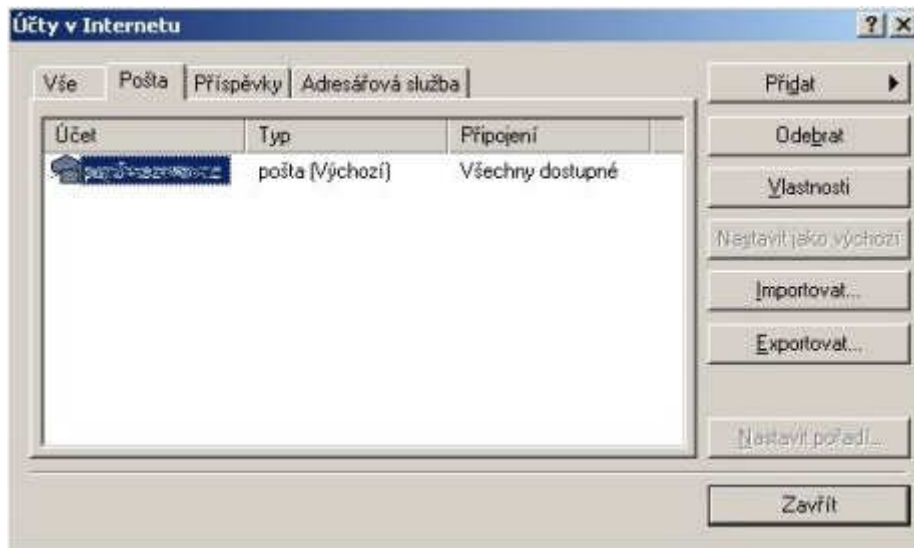 Účty v Internetu
Vše Pošta Příspěvky Adresářová služba
Účet Typ Připojení
pošta (Výchozí) Všechny dostupné
Přidat
Odebrat
Vlastnosti
Nastavit jako výchozí
Importovat...
Exportovat...
Nastavit pořadí...
Zavřít